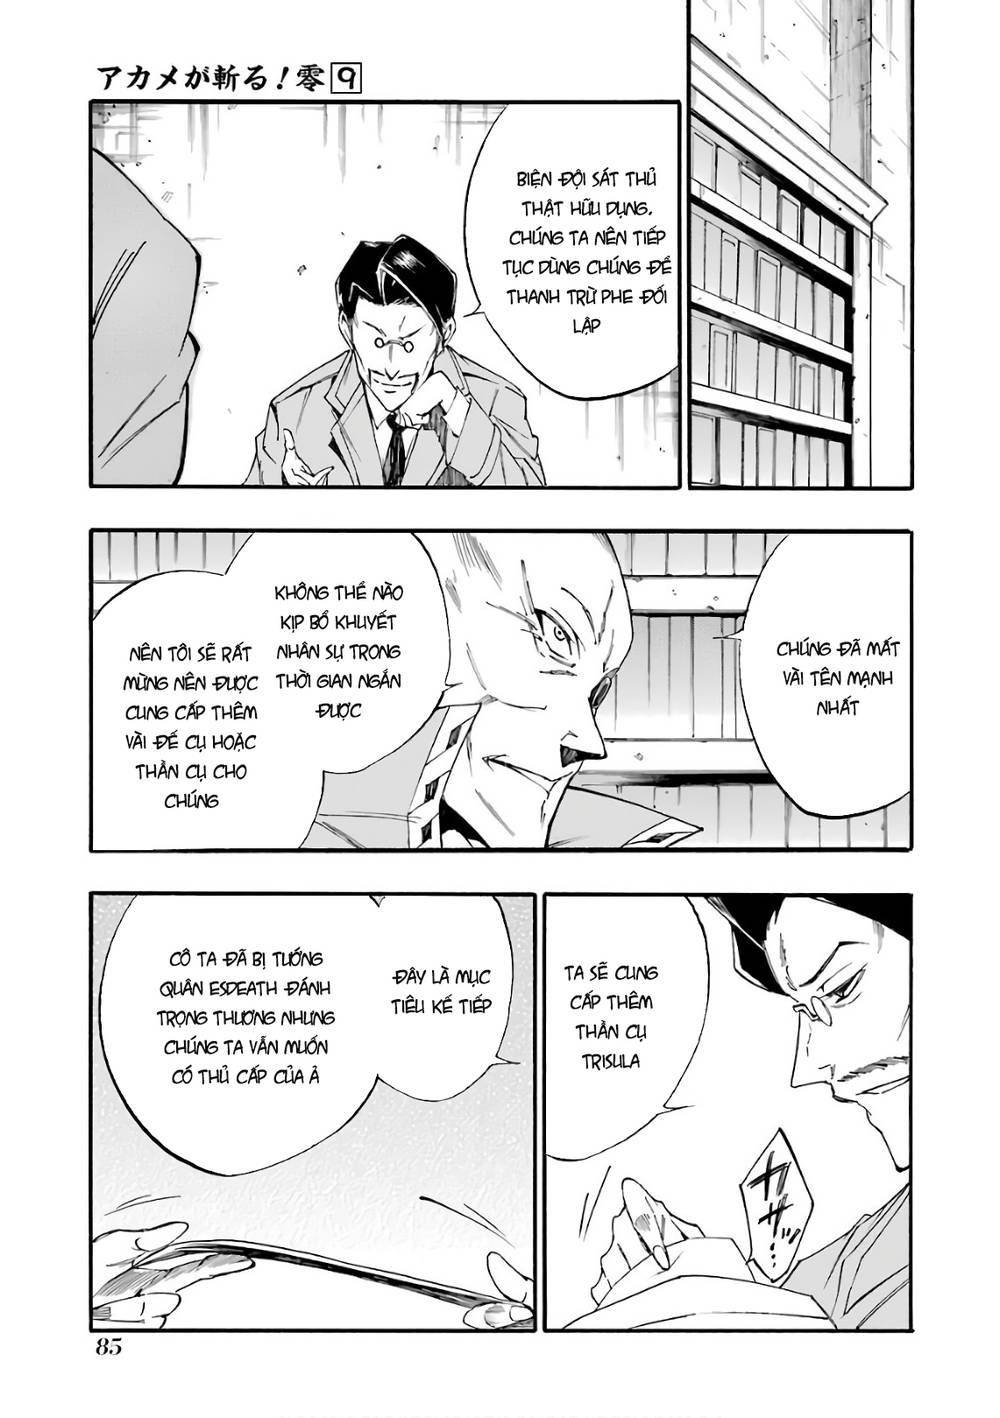 アカメが斬る！零 9
BIỆN ĐỘI SÁT THỦ
THẬT HỮU DỤNG.
CHÚNG TA NÊN TIẾP
TỤC DÙNG CHÚNG ĐỂ
THANH TRỪ PHE ĐỐI
LẬP
CHÚNG ĐÃ MẤT
VÀI TÊN MẠNH
NHẤT
KHÔNG THỂ NÀO
KỊP BỔ KHUYẾT
NHÂN SỰ TRONG
THỜI GIAN NGẮN
ĐƯỢC
NÊN TÔI SẼ RẤT
MỪNG NÊN ĐƯỢC
CUNG CẤP THÊM
VÀI ĐẾ CỤ HOẶC
THẦN CỤ CHO
CHÚNG
TA SẼ CUNG
CẤP THÊM
THẦN CỤ
TRISULA
ガサ…
ĐÂY LÀ MỤC
TIÊU KẾ TIẾP
CÔ TA ĐÃ BỊ TƯỚNG
QUÂN ESDEATH ĐÁNH
TRỌNG THƯƠNG NHƯNG
CHÚNG TA VẪN MUỐN
CÓ THỦ CẤP CỦA Ả
85